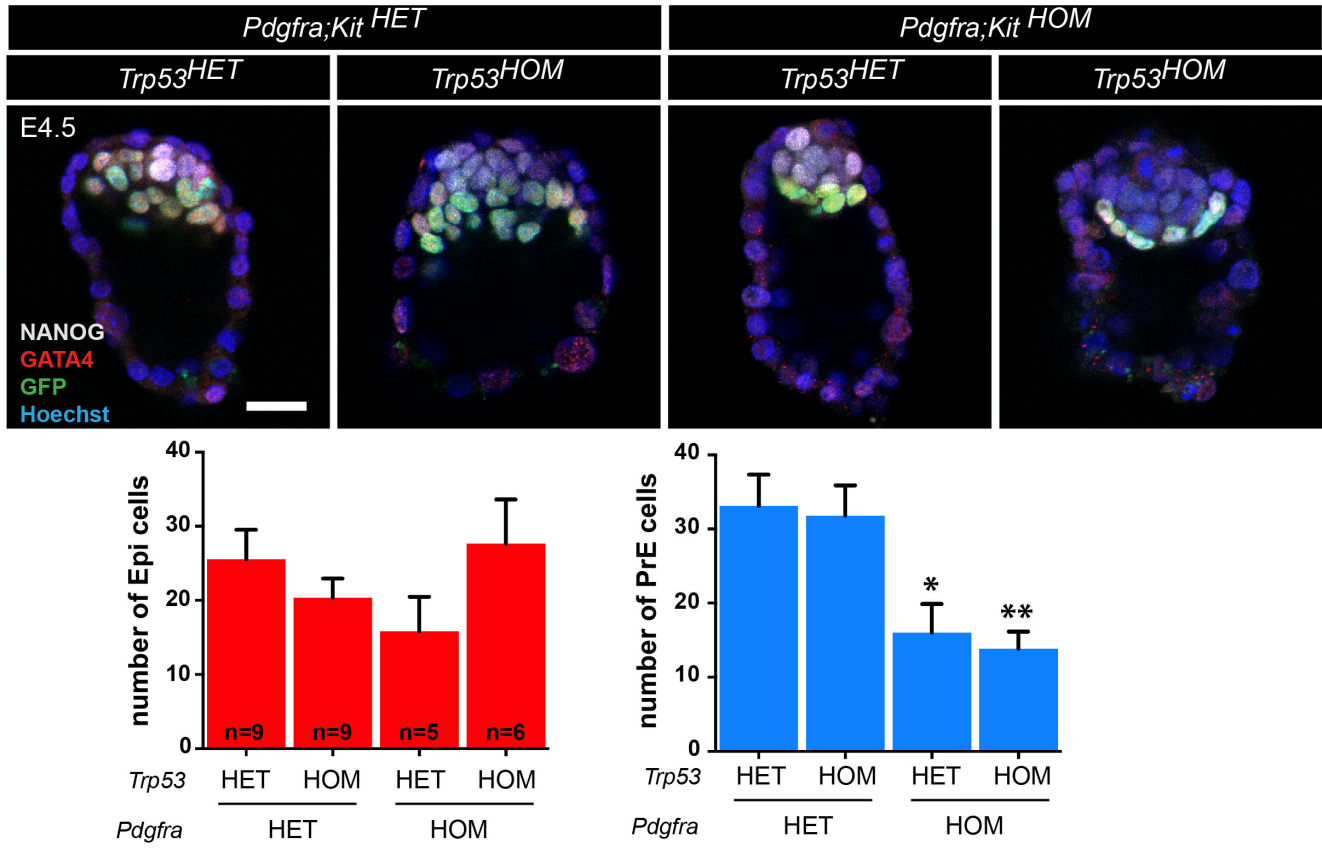 Pdgfra;Kit HET
Pdgfra;Kit HOM
Trp53HET
Trp53HOM
Trp53HET
Trp53HOM
E4.5
NANOG
GATA4
GFP
Hoechst
number of Epi cells
40
30
20
10
0
n=9
n=9
n=5
n=6
Trp53
HET
HOM
HET
HOM
Pdgfra
HET
HOM
number of PrE cells
40
30
20
10
0
*
**
Trp53
HET
HOM
HET
HOM
Pdgfra
HET
HOM